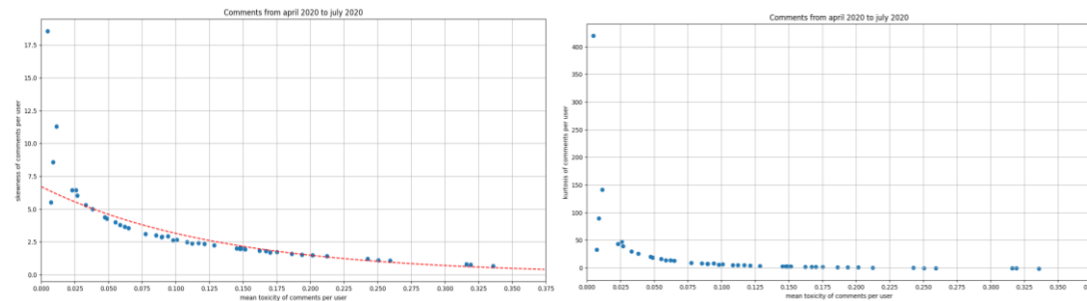 Comments from april 2020 to july 2020
17.5
15.0
12.5
10.0
7.5
5.0
2.5
0.0
skewness of comments per user
0.000 0.025 0.050 0.075 0.100 0.125 0.150 0.175 0.200 0.225 0.250 0.275 0.300 0.325 0.350 0.375
mean toxicity of comments per user
Comments from april 2020 to july 2020
400
350
300
250
200
150
100
50
0
kurtosis of comments per user
0.000 0.025 0.050 0.075 0.100 0.125 0.150 0.175 0.200 0.225 0.250 0.275 0.300 0.325 0.350
mean toxicity of comments per user